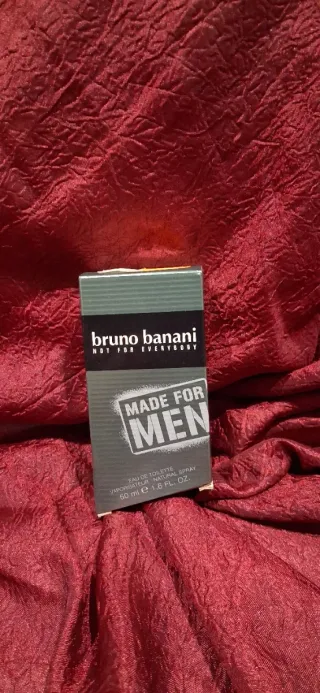 bruno banani
NOT FOR EVERYBODY
MADE FOR
MEN
EAU DE TOILETTE
VAPORISATEUR NATURAL SPRAY
50 ml ℮ 1.6 FL. OZ.